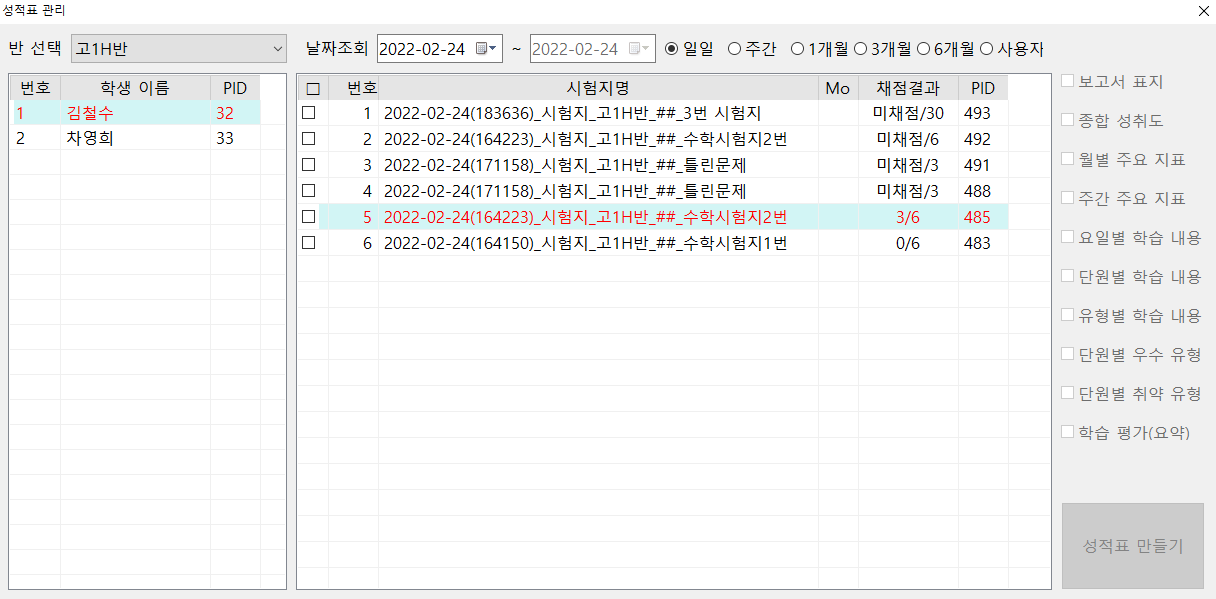 성적표 관리
반 선택 고1H반 날짜조회 2022-02-24 ~ 2022-02-24 일일 주간 1개월 3개월 6개월 사용자
번호 학생 이름 PID
1 김철수 32
2 차영희 33
번호 시험지명 Mo 채점결과 PID
1 2022-02-24(183636)_시험지_고1H반_##_3번 시험지 미채점/30 493
2 2022-02-24(164223)_시험지_고1H반_##_수학시험지2번 미채점/6 492
3 2022-02-24(171158)_시험지_고1H반_##_틀린문제 미채점/3 491
4 2022-02-24(171158)_시험지_고1H반_##_틀린문제 미채점/3 488
5 2022-02-24(164223)_시험지_고1H반_##_수학시험지2번 3/6 485
6 2022-02-24(164150)_시험지_고1H반_##_수학시험지1번 0/6 483
보고서 표지
종합 성취도
월별 주요 지표
주간 주요 지표
요일별 학습 내용
단원별 학습 내용
유형별 학습 내용
단원별 우수 유형
단원별 취약 유형
학습 평가(요약)
성적표 만들기